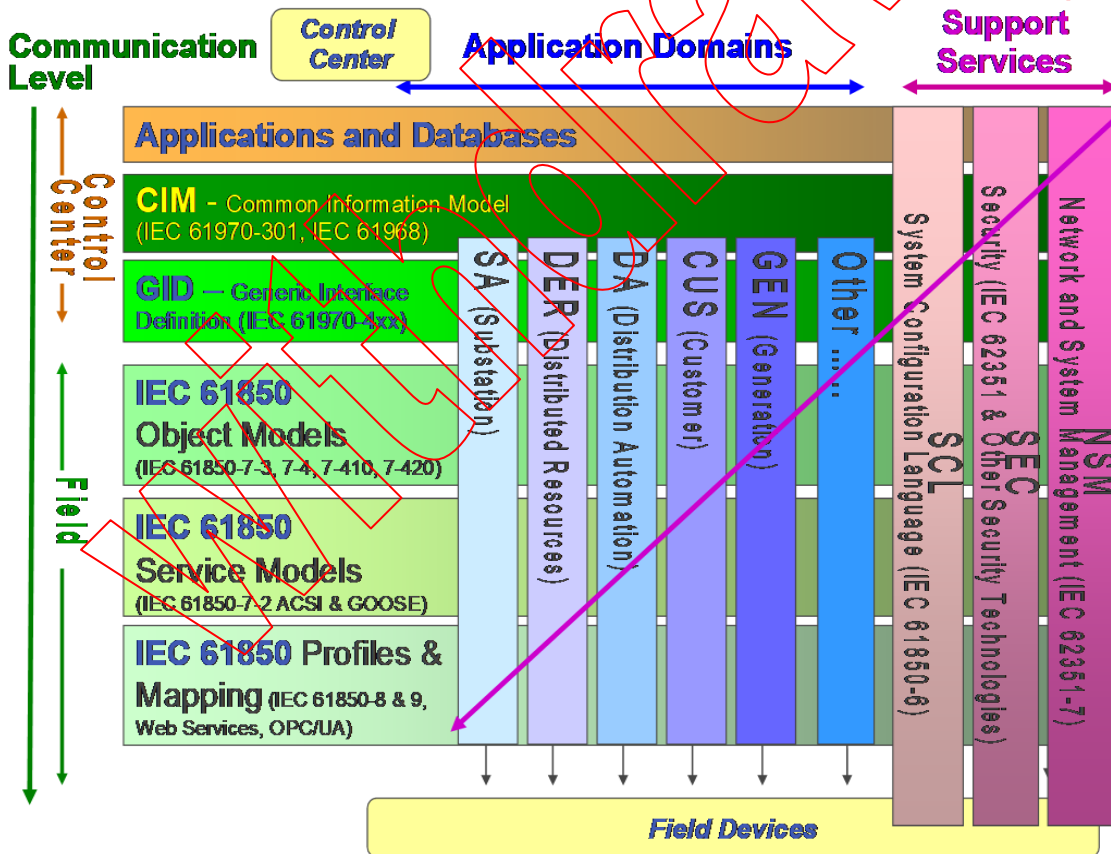 Communication
Level
Control
Center
Application Domains
Support
Services
Control
Center
Field
Applications and Databases
CIM - Common Information Model
(IEC 61970-301, IEC 61968)
GID – Generic Interface
Definition (IEC 61970-4xx)
IEC 61850
Object Models
(IEC 61850-7-3, 7-4, 7-410, 7-420)
IEC 61850
Service Models
(IEC 61850-7-2 ACSI & GOOSE)
IEC 61850 Profiles &
Mapping (IEC 61850-8 & 9,
Web Services, OPC/UA)
SA (Substation)
DER (Distributed Resources)
DA (Distribution Automation)
CUS (Customer)
GEN (Generation)
Other ......
SCL
System Configuration Language (IEC 61850-6)
SEC
Security (IEC 62351 & Other Security Technologies)
NSM
Network and System Management (IEC 62351-7)
Field Devices